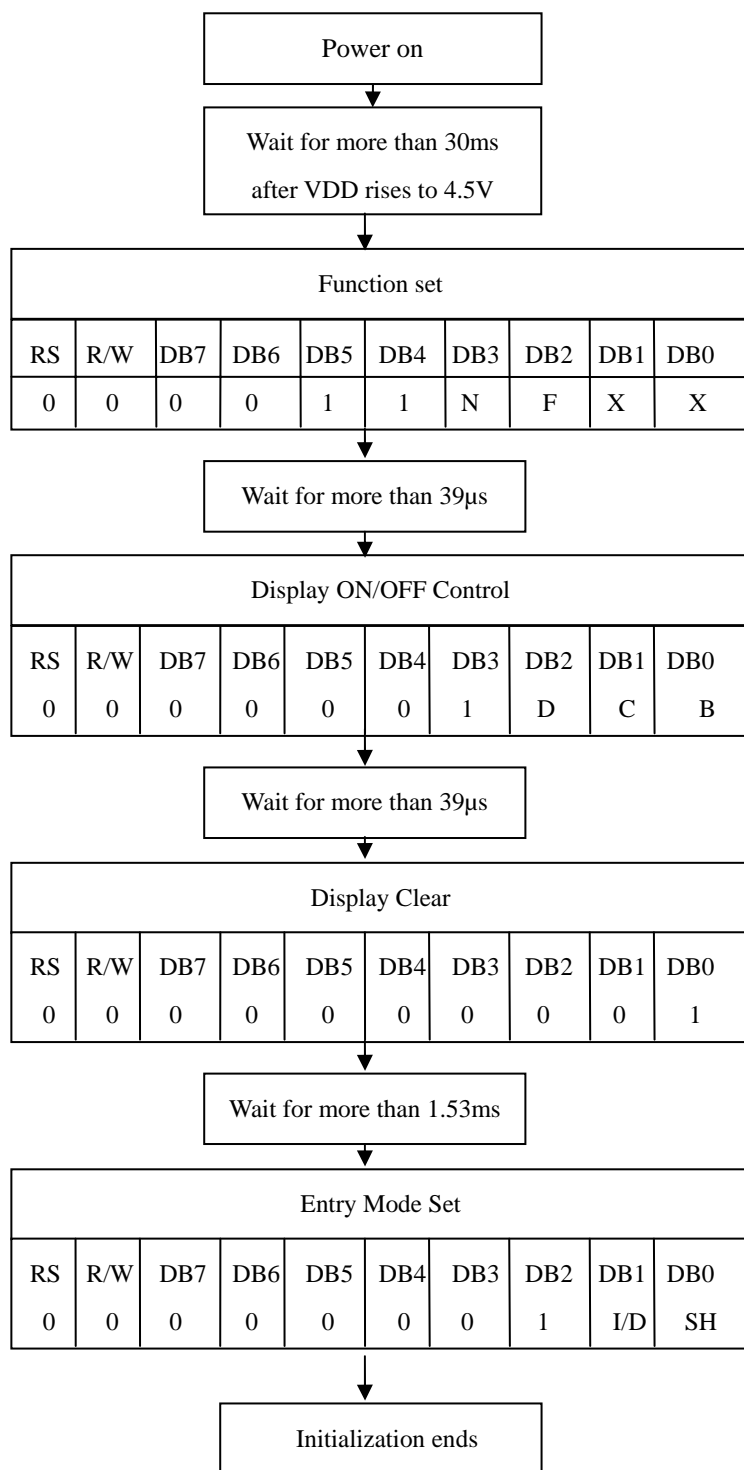 Power on
Wait for more than 30ms
after VDD rises to 4.5V
Function set
RS R/W DB7 DB6 DB5 DB4 DB3 DB2 DB1 DB0
0 0 0 0 1 1 N F X X
Wait for more than 39µs
Display ON/OFF Control
RS R/W DB7 DB6 DB5 DB4 DB3 DB2 DB1 DB0
0 0 0 0 0 0 1 D C B
Wait for more than 39µs
Display Clear
RS R/W DB7 DB6 DB5 DB4 DB3 DB2 DB1 DB0
0 0 0 0 0 0 0 0 0 1
Wait for more than 1.53ms
Entry Mode Set
RS R/W DB7 DB6 DB5 DB4 DB3 DB2 DB1 DB0
0 0 0 0 0 0 0 1 I/D SH
Initialization ends